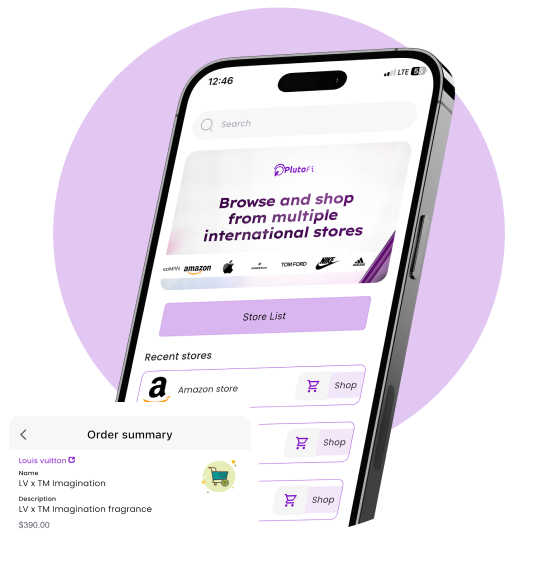 12:46
LTE
Search
PlutoFi
Browse and shop
from multiple
international stores
amazon
TOM FORD
NIKE
adidas
Store List
Recent stores
a
Amazon store
Shop
Shop
Shop
Order summary
Louis vuitton
Name
LV x TM Imagination
Description
LV x TM Imagination fragrance
$390.00